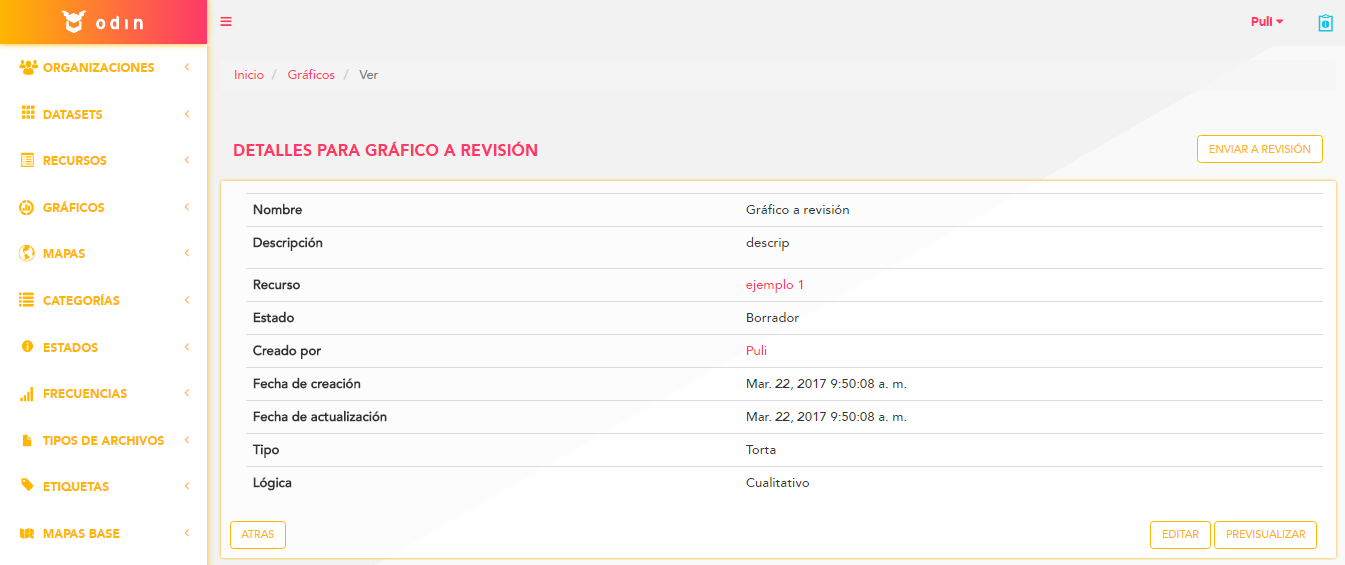 odin
Puli
ORGANIZACIONES
DATASETS
RECURSOS
GRÁFICOS
MAPAS
CATEGORÍAS
ESTADOS
FRECUENCIAS
TIPOS DE ARCHIVOS
ETIQUETAS
MAPAS BASE
Inicio / Gráficos / Ver
DETALLES PARA GRÁFICO A REVISIÓN
ENVIAR A REVISIÓN
Nombre Gráfico a revisión
Descripción descrip
Recurso ejemplo 1
Estado Borrador
Creado por Puli
Fecha de creación Mar. 22, 2017 9:50:08 a. m.
Fecha de actualización Mar. 22, 2017 9:50:08 a. m.
Tipo Torta
Lógica Cualitativo
ATRAS EDITAR PREVISUALIZAR